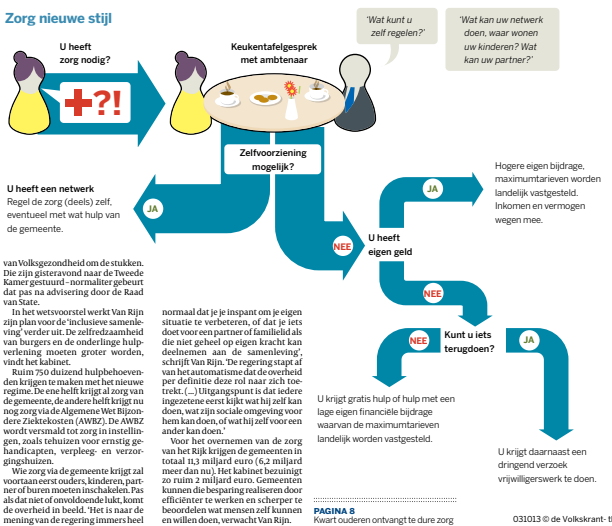 Zorg nieuwe stijl
U heeft
zorg nodig?
+?!
Keukentafelgesprek
met ambtenaar
'Wat kunt u
zelf regelen?'
'Wat kan uw netwerk
doen, waar wonen
uw kinderen? Wat
kan uw partner?'
Zelfvoorziening
mogelijk?
JA
U heeft een netwerk
Regel de zorg (deels) zelf,
eventueel met wat hulp van
de gemeente.
NEE
U heeft
eigen geld
JA
Hogere eigen bijdrage,
maximumtarieven worden
landelijk vastgesteld.
Inkomen en vermogen
wegen mee.
NEE
Kunt u iets
terugdoen?
NEE
U krijgt gratis hulp of hulp met een
lage eigen financiële bijdrage
waarvan de maximumtarieven
landelijk worden vastgesteld.
JA
U krijgt daarnaast een
dringend verzoek
vrijwilligerswerk te doen.
van Volksgezondheid om de stukken.
Die zijn gisteravond naar de Tweede
Kamer gestuurd – normaliter gebeurt
dat pas na advisering door de Raad
van State.
In het wetsvoorstel werkt Van Rijn
zijn plan voor de 'inclusieve samenle-
ving' verder uit. De zelfredzaamheid
van burgers en de onderlinge hulp-
verlening moeten groter worden,
vindt het kabinet.
Ruim 750 duizend hulpbehoeven-
den krijgen te maken met het nieuwe
regime. De ene helft krijgt al zorg van
de gemeente, de andere helft krijgt nu
nog zorg via de Algemene Wet Bijzon-
dere Ziektekosten (AWBZ). De AWBZ
wordt versmald tot zorg in instellin-
gen, zoals tehuizen voor ernstig ge-
handicapten, verpleeg- en verzor-
gingshuizen.
Wie zorg via de gemeente krijgt zal
voortaan eerst ouders, kinderen, part-
ner of buren moeten inschakelen. Pas
als dat niet of onvoldoende lukt, komt
de overheid in beeld. 'Het is naar de
mening van de regering immers heel
normaal dat je je inspant om je eigen
situatie te verbeteren, of dat je iets
doet voor een partner of familielid als
die niet geheel op eigen kracht kan
deelnemen aan de samenleving',
schrijft Van Rijn. 'De regering stapt af
van het automatisme dat de overheid
per definitie deze rol naar zich toe-
trekt. (...) Uitgangspunt is dat iedere
ingezetene eerst kijkt wat hij zelf kan
doen, wat zijn sociale omgeving voor
hem kan doen, of wat hij zelf voor een
ander kan doen.'
Voor het overnemen van de zorg
van het Rijk krijgen de gemeenten in
totaal 11,3 miljard euro (6,2 miljard
meer dan nu). Het kabinet bezuinigt
zo ruim 2 miljard euro. Gemeenten
kunnen die besparing realiseren door
efficiënter te werken en scherper te
beoordelen wat mensen zelf kunnen
en willen doen, verwacht Van Rijn.
PAGINA 8
Kwart ouderen ontvangt te dure zorg
031013 © de Volkskrant- t